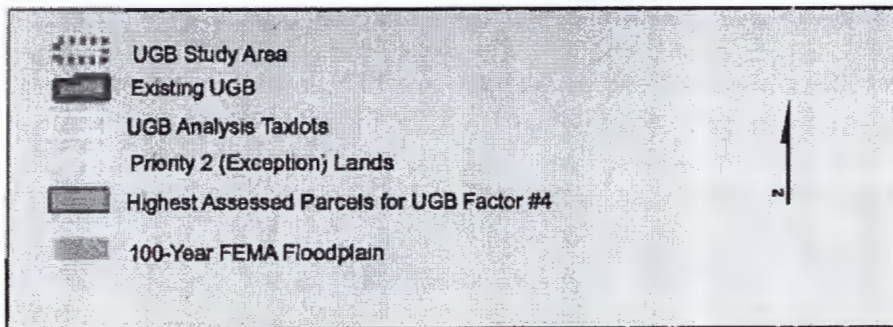 UGB Study Area
Existing UGB
UGB Analysis Taxlots
Priority 2 (Exception) Lands
Highest Assessed Parcels for UGB Factor #4
100-Year FEMA Floodplain